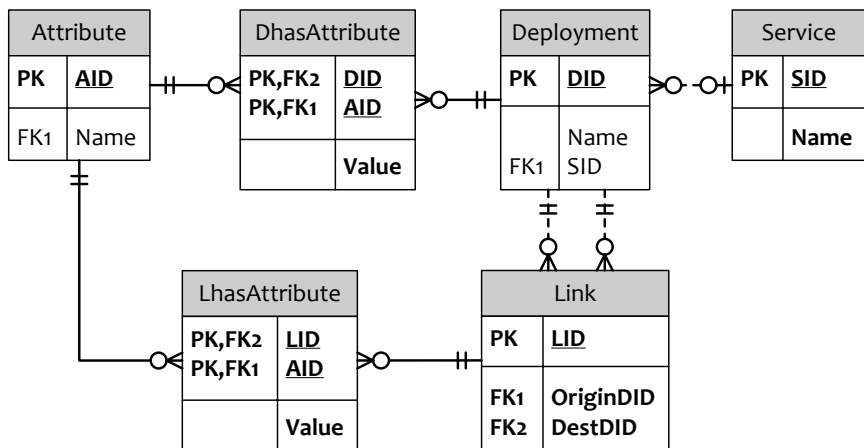 Attribute
PK AID
FK1 Name
DhasAttribute
PK,FK2 DID
PK,FK1 AID
Value
Deployment
PK DID
Name
FK1 SID
Service
PK SID
Name
LhasAttribute
PK,FK2 LID
PK,FK1 AID
Value
Link
PK LID
FK1 OriginDID
FK2 DestDID